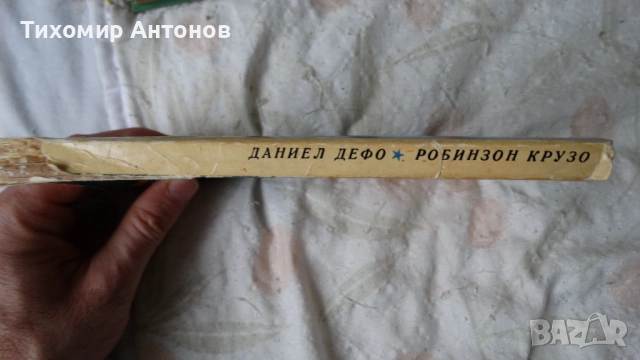 Тихомир Антонов
ДАНИЕЛ ДЕФО ★ РОБИНЗОН КРУЗО
BAZAR